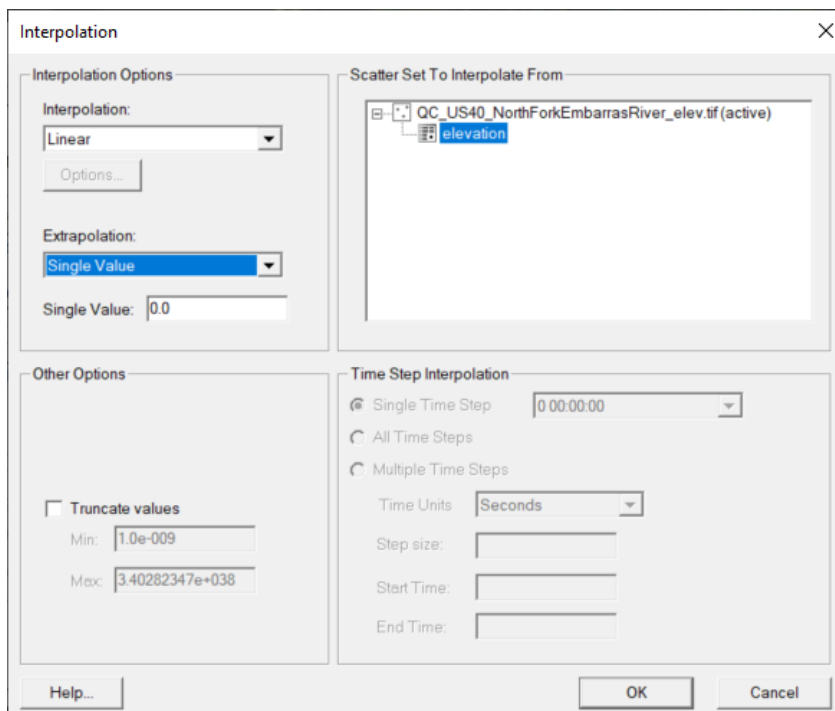 Interpolation
Interpolation Options
Interpolation:
Linear
Options...
Extrapolation:
Single Value
Single Value: 0.0
Scatter Set To Interpolate From
QC_US40_NorthForkEmbarrasRiver_elev.tif (active)
elevation
Other Options
Truncate values
Min: 1.0e-009
Max: 3.40282347e+038
Time Step Interpolation
Single Time Step 0 00:00:00
All Time Steps
Multiple Time Steps
Time Units Seconds
Step size:
Start Time:
End Time:
Help...
OK
Cancel